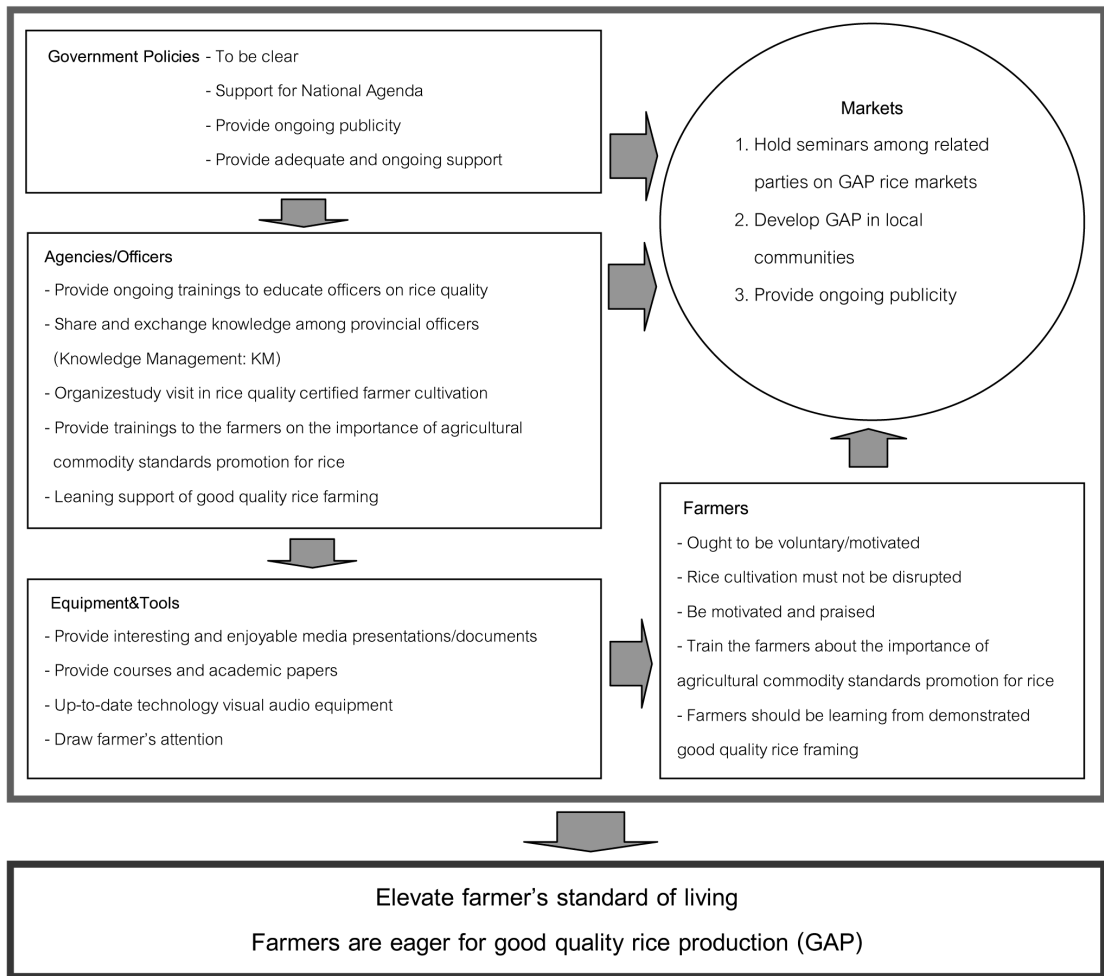 Government Policies - To be clear
- Support for National Agenda
- Provide ongoing publicity
- Provide adequate and ongoing support
Agencies/Officers
- Provide ongoing trainings to educate officers on rice quality
- Share and exchange knowledge among provincial officers
(Knowledge Management: KM)
- Organizestudy visit in rice quality certified farmer cultivation
- Provide trainings to the farmers on the importance of agricultural
commodity standards promotion for rice
- Leaning support of good quality rice farming
Equipment&Tools
- Provide interesting and enjoyable media presentations/documents
- Provide courses and academic papers
- Up-to-date technology visual audio equipment
- Draw farmer's attention
Markets
1. Hold seminars among related
parties on GAP rice markets
2. Develop GAP in local
communities
3. Provide ongoing publicity
Farmers
- Ought to be voluntary/motivated
- Rice cultivation must not be disrupted
- Be motivated and praised
- Train the farmers about the importance of
agricultural commodity standards promotion for rice
- Farmers should be learning from demonstrated
good quality rice framing
Elevate farmer's standard of living
Farmers are eager for good quality rice production (GAP)